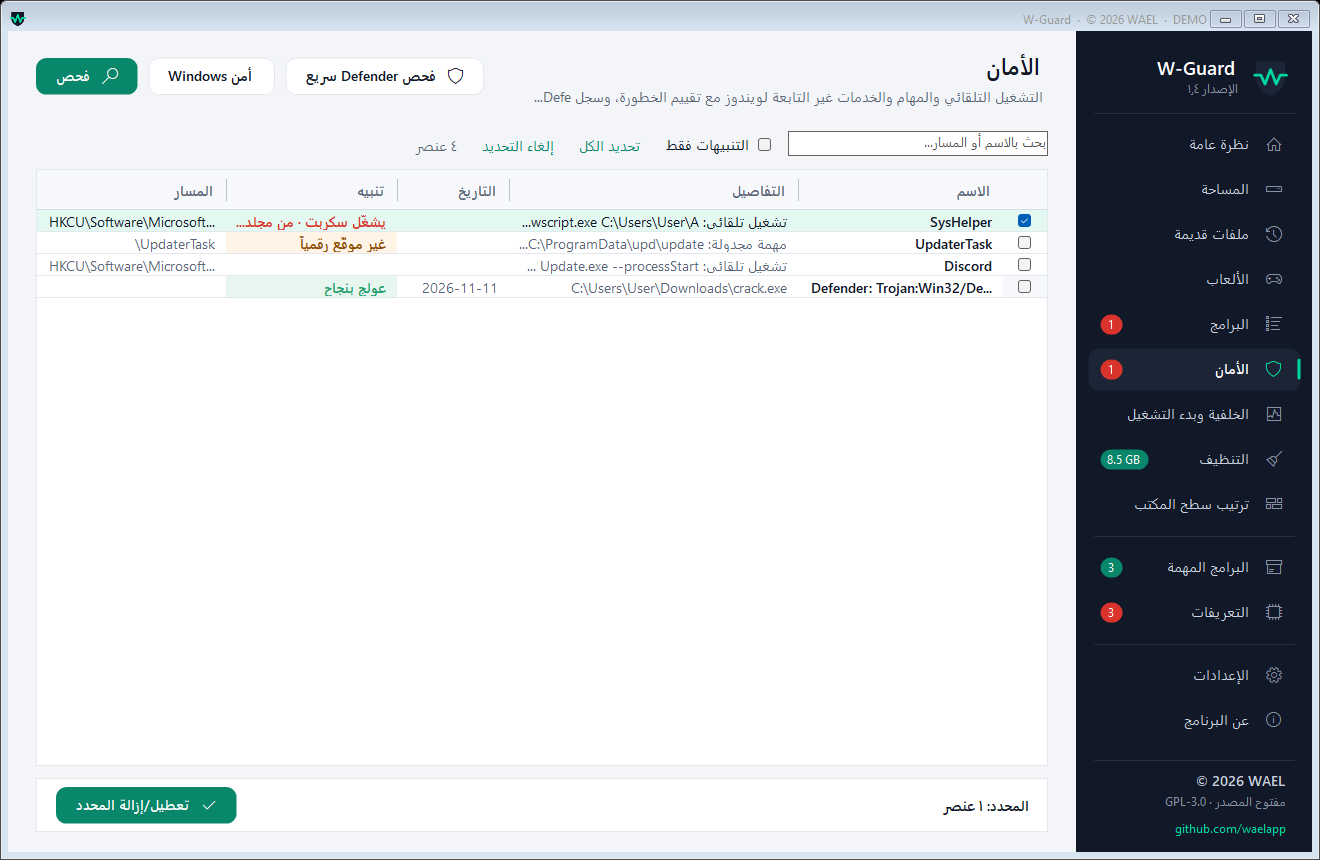 W-Guard · © 2026 WAEL · DEMO
W-Guard
الإصدار ١,٤
نظرة عامة
المساحة
ملفات قديمة
الألعاب
البرامج 1
الأمان 1
الخلفية وبدء التشغيل
التنظيف 8.5 GB
ترتيب سطح المكتب
البرامج المهمة 3
التعريفات 3
الإعدادات
عن البرنامج
© 2026 WAEL
مفتوح المصدر · GPL-3.0
github.com/waelapp
الأمان
التشغيل التلقائي والمهام والخدمات غير التابعة لويندوز مع تقييم الخطورة، وسجل Defe...
فحص Defender سريع
أمن Windows
فحص
بحث بالاسم أو المسار...
التنبيهات فقط
تحديد الكل
إلغاء التحديد
٤ عنصر
الاسم التفاصيل التاريخ تنبيه المسار
SysHelper تشغيل تلقائي: wscript.exe C:\Users\User\A... يشغّل سكريبت · من مجلد... HKCU\Software\Microsoft...
UpdaterTask مهمة مجدولة: C:\ProgramData\upd\update... غير موقّع رقمياً \UpdaterTask
Discord تشغيل تلقائي: Update.exe --processStart ... HKCU\Software\Microsoft...
Defender: Trojan:Win32/De... C:\Users\User\Downloads\crack.exe 2026-11-11 عولج بنجاح
المحدد: ١ عنصر
تعطيل/إزالة المحدد